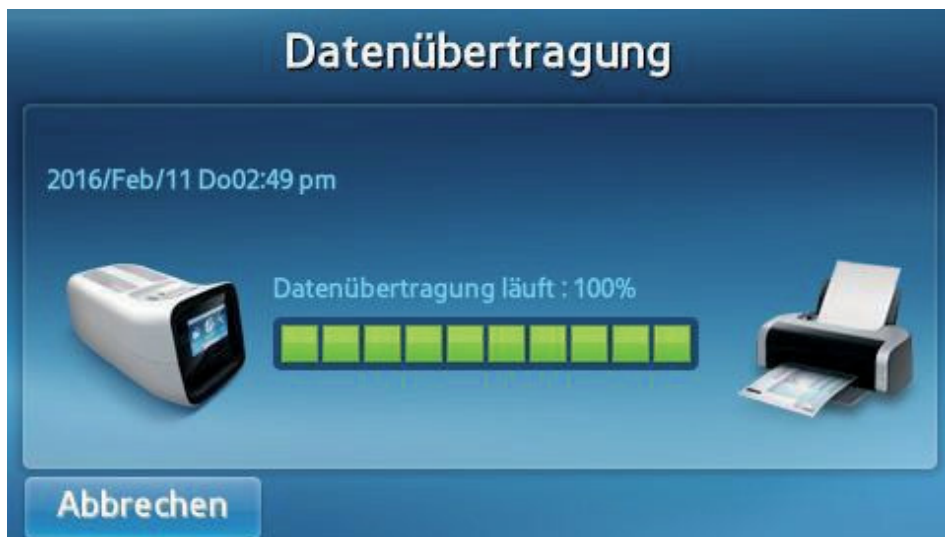 Datenübertragung
2016/Feb/11 Do02:49 pm
Datenübertragung läuft : 100%
Abbrechen